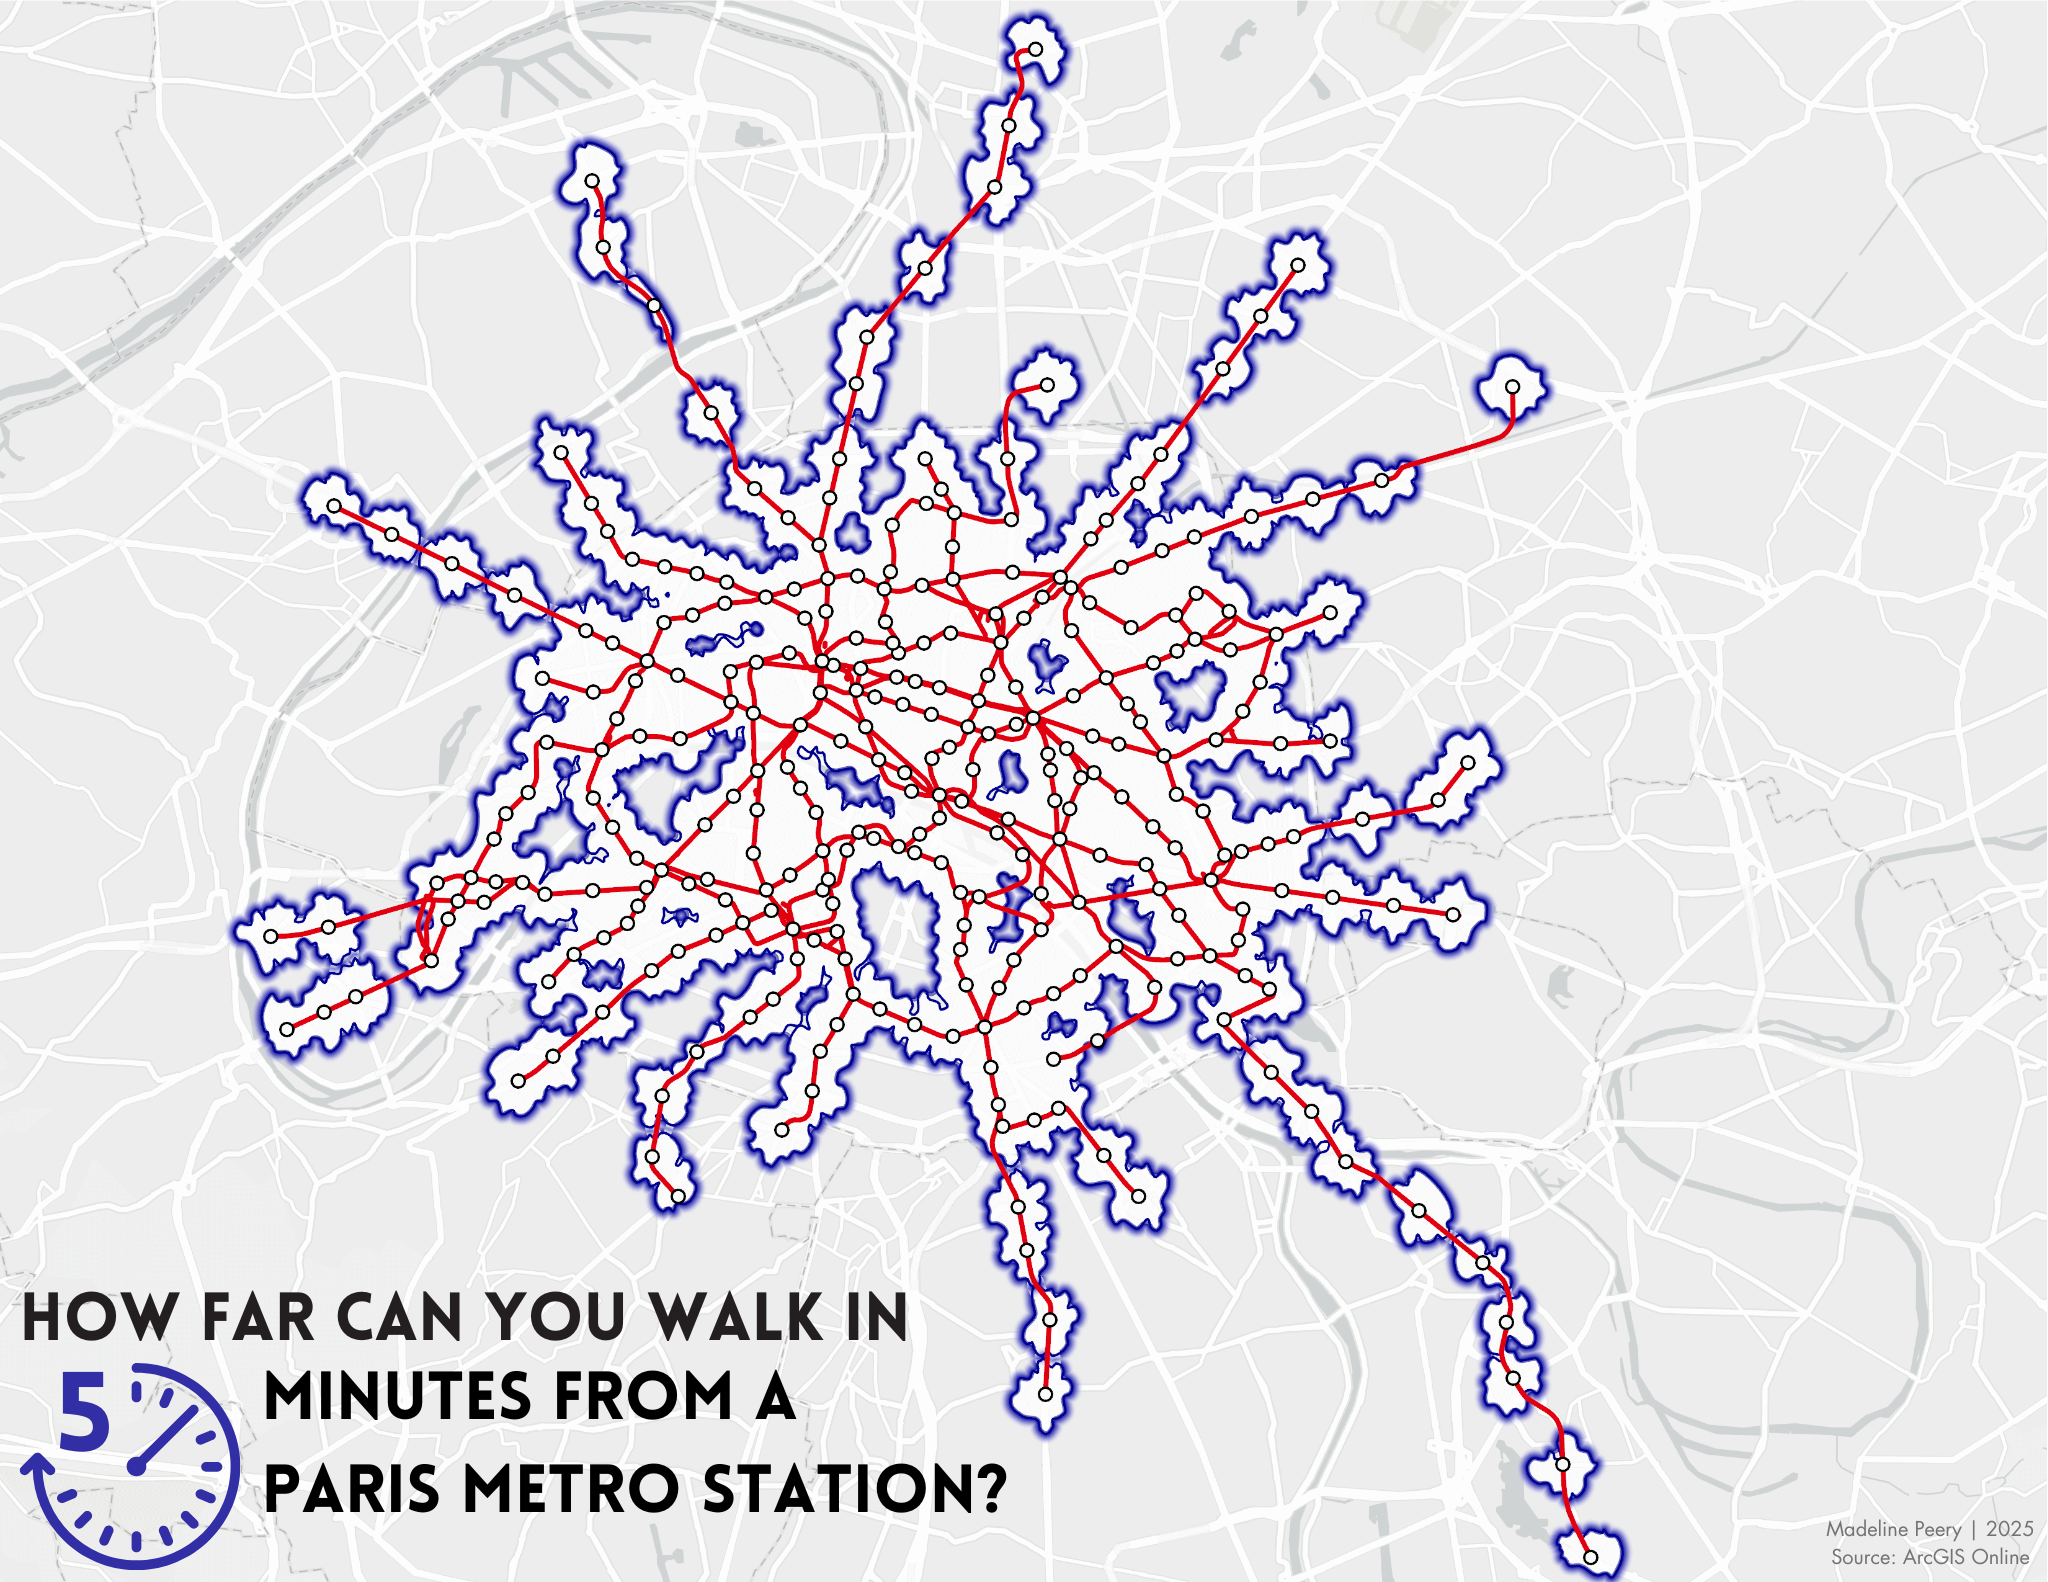 HOW FAR CAN YOU WALK IN
5 MINUTES FROM A
PARIS METRO STATION?
Madeline Peery | 2025
Source: ArcGIS Online